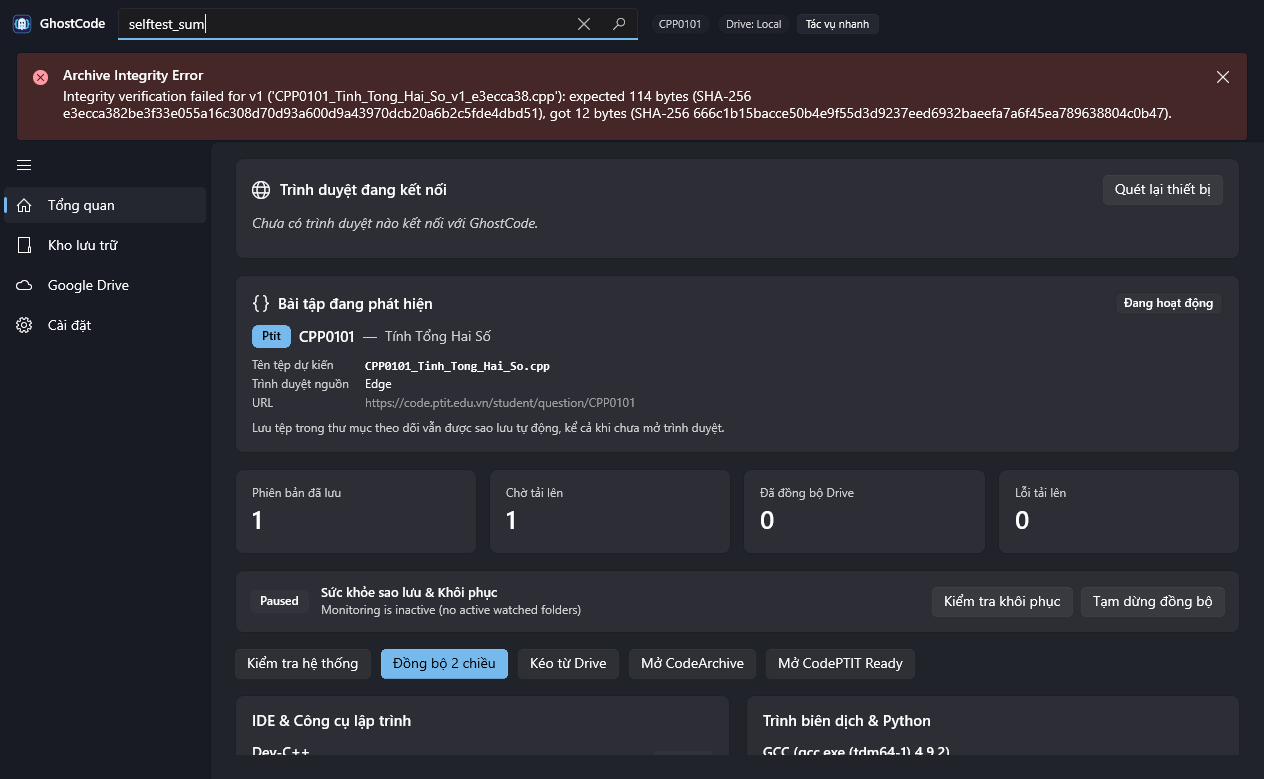 GhostCode
selftest_sum
CPP0101
Drive: Local
Tác vụ nhanh
Archive Integrity Error
Integrity verification failed for v1 ('CPP0101_Tinh_Tong_Hai_So_v1_e3ecca38.cpp'): expected 114 bytes (SHA-256
e3ecca382be3f33e055a16c308d70d93a600d9a43970dcb20a6b2c5fde4dbd51), got 12 bytes (SHA-256 666c1b15bacce50b4e9f55d3d9237eed6932baeefa7a6f45ea789638804c0b47).
Tổng quan
Kho lưu trữ
Google Drive
Cài đặt
Trình duyệt đang kết nối
Quét lại thiết bị
Chưa có trình duyệt nào kết nối với GhostCode.
Bài tập đang phát hiện
Đang hoạt động
Ptit CPP0101 — Tính Tổng Hai Số
Tên tệp dự kiến CPP0101_Tinh_Tong_Hai_So.cpp
Trình duyệt nguồn Edge
URL https://code.ptit.edu.vn/student/question/CPP0101
Lưu tệp trong thư mục theo dõi vẫn được sao lưu tự động, kể cả khi chưa mở trình duyệt.
Phiên bản đã lưu
1
Chờ tải lên
1
Đã đồng bộ Drive
0
Lỗi tải lên
0
Paused
Sức khỏe sao lưu & Khôi phục
Monitoring is inactive (no active watched folders)
Kiểm tra khôi phục
Tạm dừng đồng bộ
Kiểm tra hệ thống
Đồng bộ 2 chiều
Kéo từ Drive
Mở CodeArchive
Mở CodePTIT Ready
IDE & Công cụ lập trình
Dev-C++
Trình biên dịch & Python
GCC (gcc.exe (tdm64-1) 4.9.2)